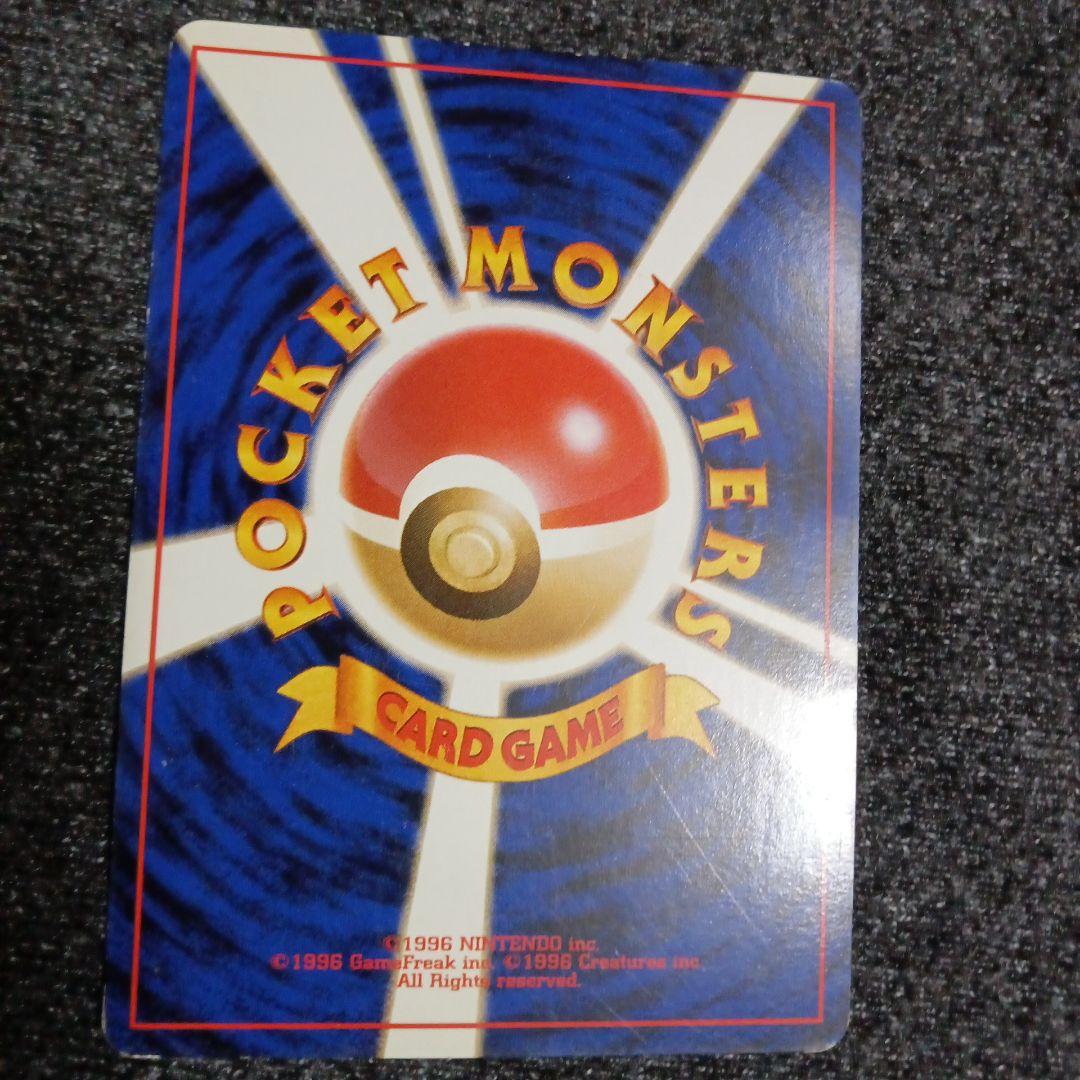 POCKET MONSTERS
CARD GAME
©1996 NINTENDO inc.
©1996 GameFreak inc. ©1996 Creatures inc.
All Rights reserved.